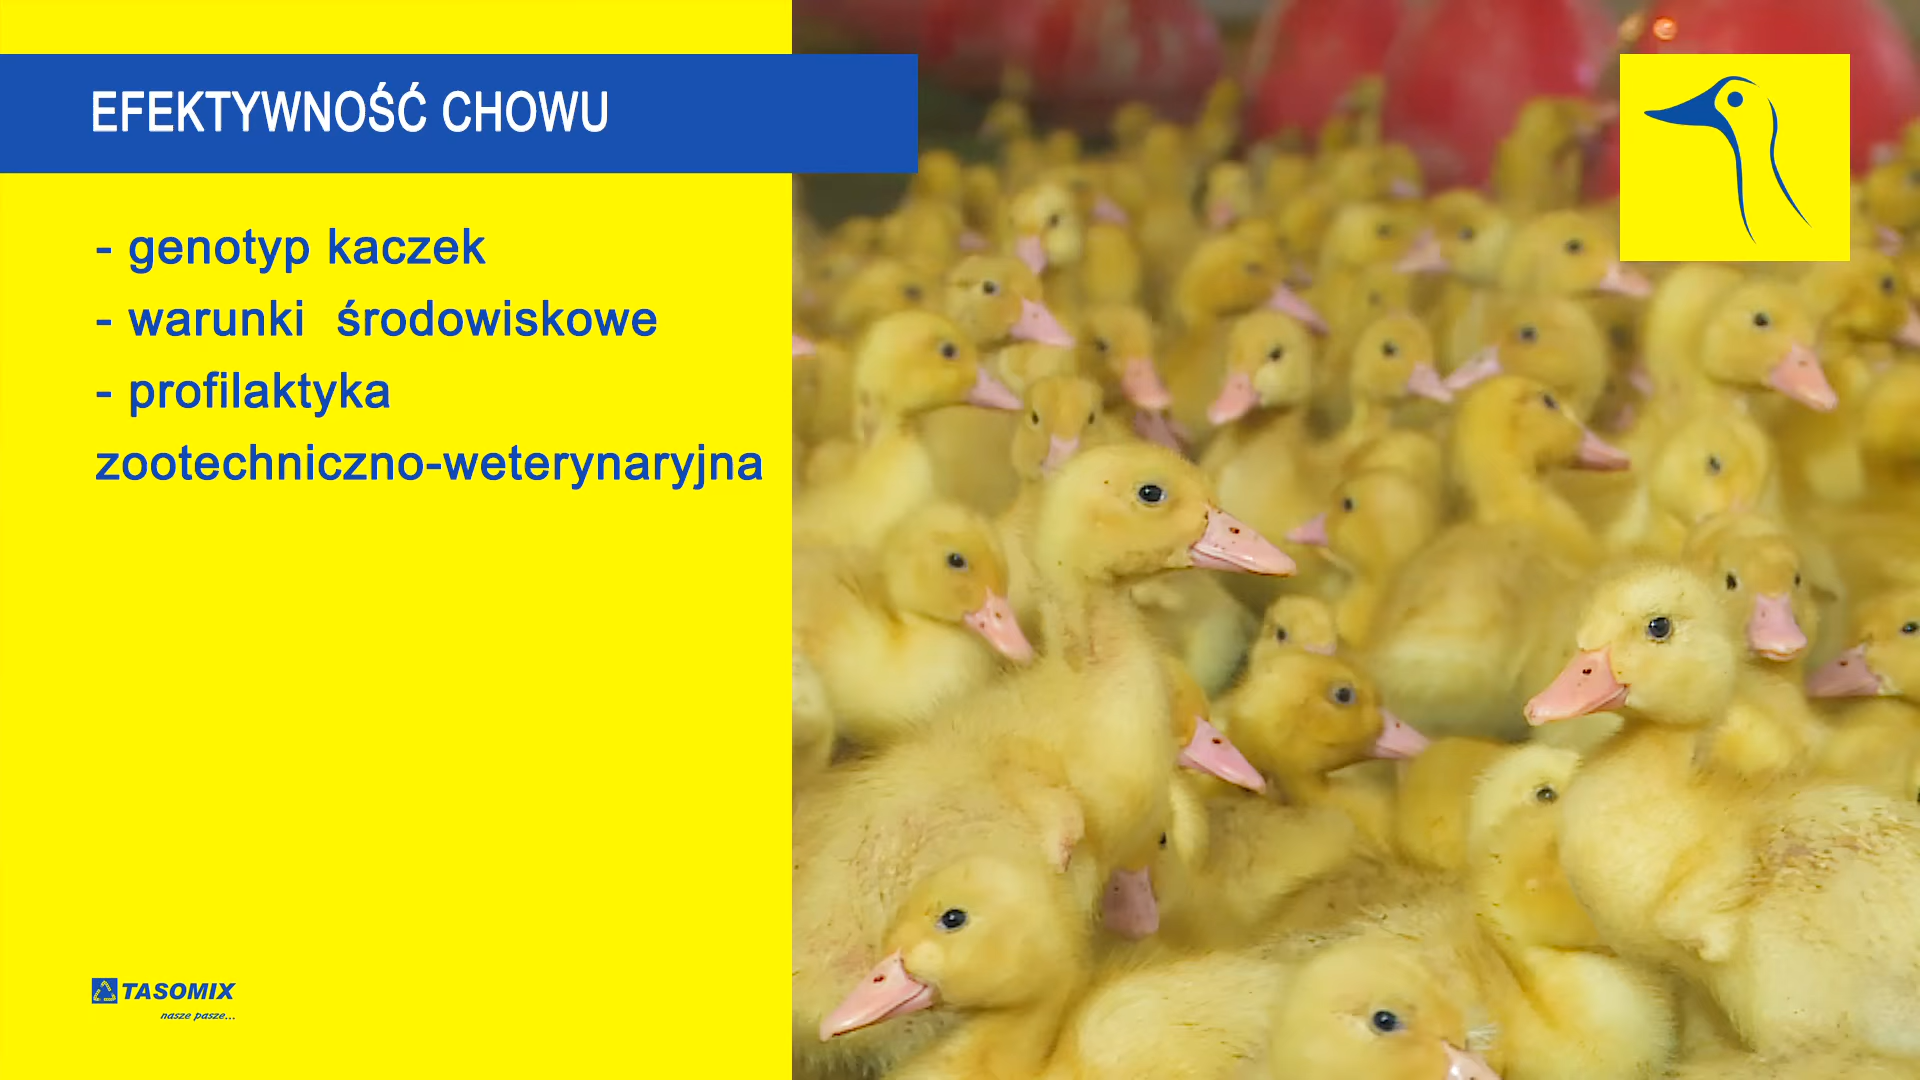 EFEKTYWNOŚĆ CHOWU
- genotyp kaczek
- warunki  środowiskowe
- profilaktyka
zootechniczno-weterynaryjna
TASOMIX
nasze pasze...